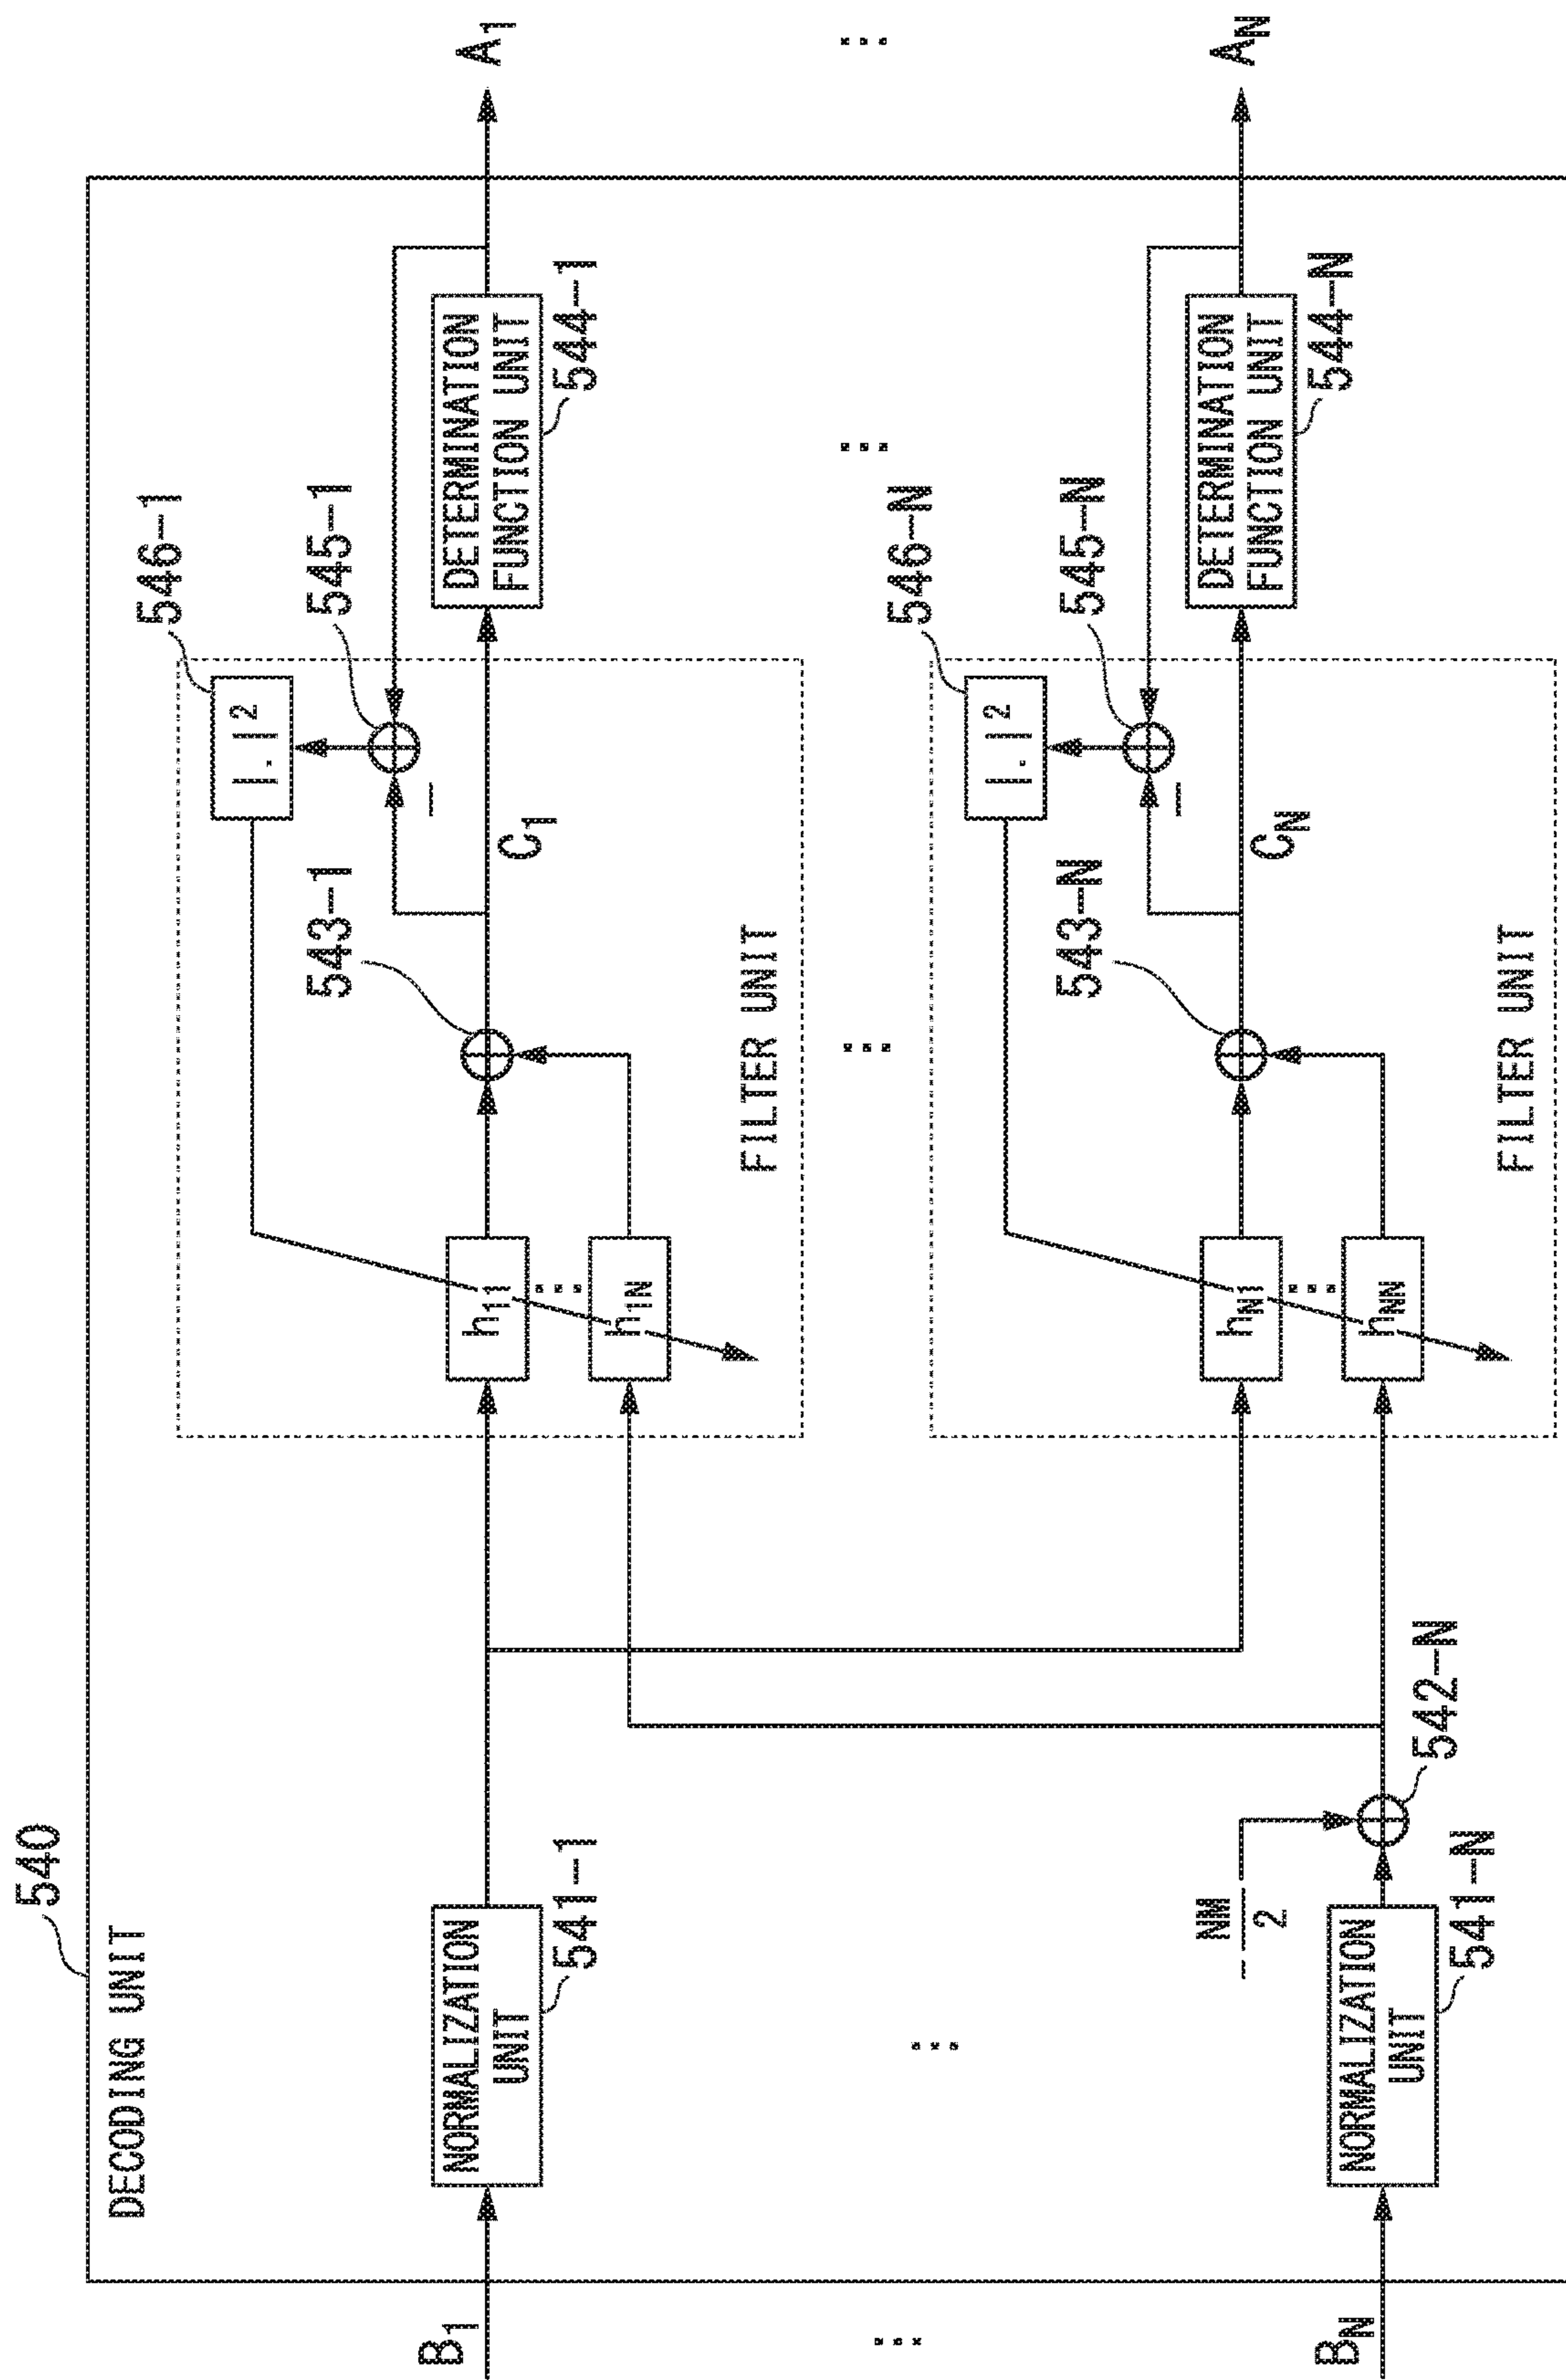 540
DECODING UNIT
B1
NORMALIZATION
UNIT
541-1
...
...
BN
NORMALIZATION
UNIT
541-N
- NM/2
542-N
h11
...
h1N
543-1
C1
545-1
546-1
|.|2
FILTER UNIT
DETERMINATION
FUNCTION UNIT
544-1
A1
...
...
...
hN1
...
hNN
543-N
CN
545-N
546-N
|.|2
FILTER UNIT
DETERMINATION
FUNCTION UNIT
544-N
AN
−
−